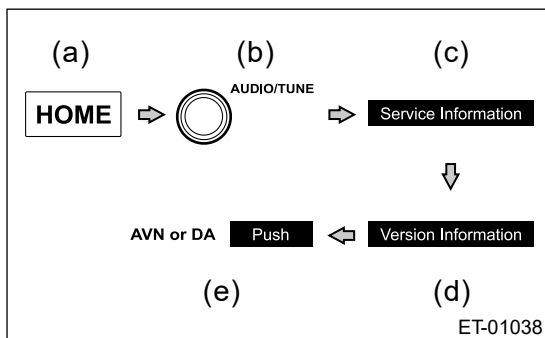 (a) (b) (c)
AUDIO/TUNE
HOME Service Information
AVN or DA Push Version Information
(e) (d)
ET-01038